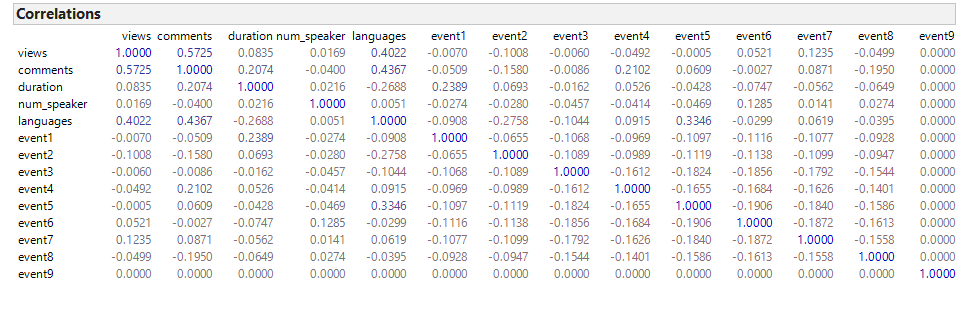 Correlations
views comments duration num_speaker languages event1 event2 event3 event4 event5 event6 event7 event8 event9
views 1.0000 0.5725 0.0835 0.0169 0.4022 -0.0070 -0.1008 -0.0060 -0.0492 -0.0005 0.0521 0.1235 -0.0499 0.0000
comments 0.5725 1.0000 0.2074 -0.0400 0.4367 -0.0509 -0.1580 -0.0086 0.2102 0.0609 -0.0027 0.0871 -0.1950 0.0000
duration 0.0835 0.2074 1.0000 0.0216 -0.2688 0.2389 0.0693 -0.0162 0.0526 -0.0428 -0.0747 -0.0562 -0.0649 0.0000
num_speaker 0.0169 -0.0400 0.0216 1.0000 0.0051 -0.0274 -0.0280 -0.0457 -0.0414 -0.0469 0.1285 0.0141 0.0274 0.0000
languages 0.4022 0.4367 -0.2688 0.0051 1.0000 -0.0908 -0.2758 -0.1044 0.0915 0.3346 -0.0299 0.0619 -0.0395 0.0000
event1 -0.0070 -0.0509 0.2389 -0.0274 -0.0908 1.0000 -0.0655 -0.1068 -0.0969 -0.1097 -0.1116 -0.1077 -0.0928 0.0000
event2 -0.1008 -0.1580 0.0693 -0.0280 -0.2758 -0.0655 1.0000 -0.1089 -0.0989 -0.1119 -0.1138 -0.1099 -0.0947 0.0000
event3 -0.0060 -0.0086 -0.0162 -0.0457 -0.1044 -0.1068 -0.1089 1.0000 -0.1612 -0.1824 -0.1856 -0.1792 -0.1544 0.0000
event4 -0.0492 0.2102 0.0526 -0.0414 0.0915 -0.0969 -0.0989 -0.1612 1.0000 -0.1655 -0.1684 -0.1626 -0.1401 0.0000
event5 -0.0005 0.0609 -0.0428 -0.0469 0.3346 -0.1097 -0.1119 -0.1824 -0.1655 1.0000 -0.1906 -0.1840 -0.1586 0.0000
event6 0.0521 -0.0027 -0.0747 0.1285 -0.0299 -0.1116 -0.1138 -0.1856 -0.1684 -0.1906 1.0000 -0.1872 -0.1613 0.0000
event7 0.1235 0.0871 -0.0562 0.0141 0.0619 -0.1077 -0.1099 -0.1792 -0.1626 -0.1840 -0.1872 1.0000 -0.1558 0.0000
event8 -0.0499 -0.1950 -0.0649 0.0274 -0.0395 -0.0928 -0.0947 -0.1544 -0.1401 -0.1586 -0.1613 -0.1558 1.0000 0.0000
event9 0.0000 0.0000 0.0000 0.0000 0.0000 0.0000 0.0000 0.0000 0.0000 0.0000 0.0000 0.0000 0.0000 1.0000